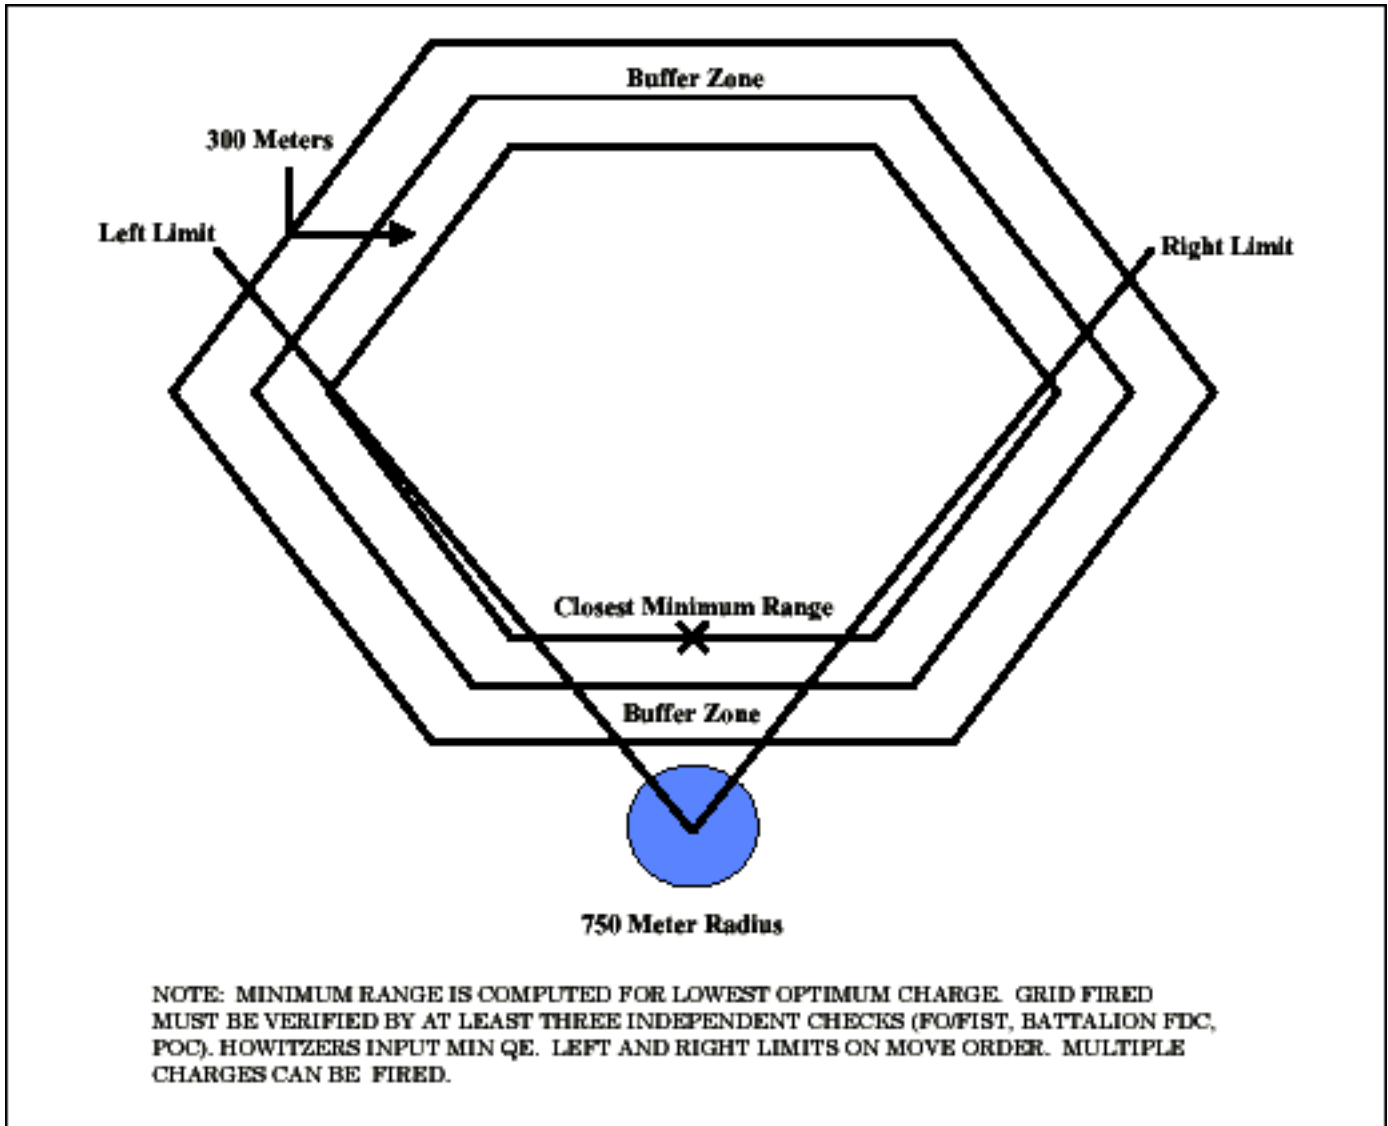 Buffer Zone
300 Meters
Left Limit
Right Limit
Closest Minimum Range
Buffer Zone
750 Meter Radius
NOTE: MINIMUM RANGE IS COMPUTED FOR LOWEST OPTIMUM CHARGE. GRID FIRED
MUST BE VERIFIED BY AT LEAST THREE INDEPENDENT CHECKS (FO/FIST, BATTALION FDC,
POC). HOWITZERS INPUT MIN QE. LEFT AND RIGHT LIMITS ON MOVE ORDER. MULTIPLE
CHARGES CAN BE FIRED.